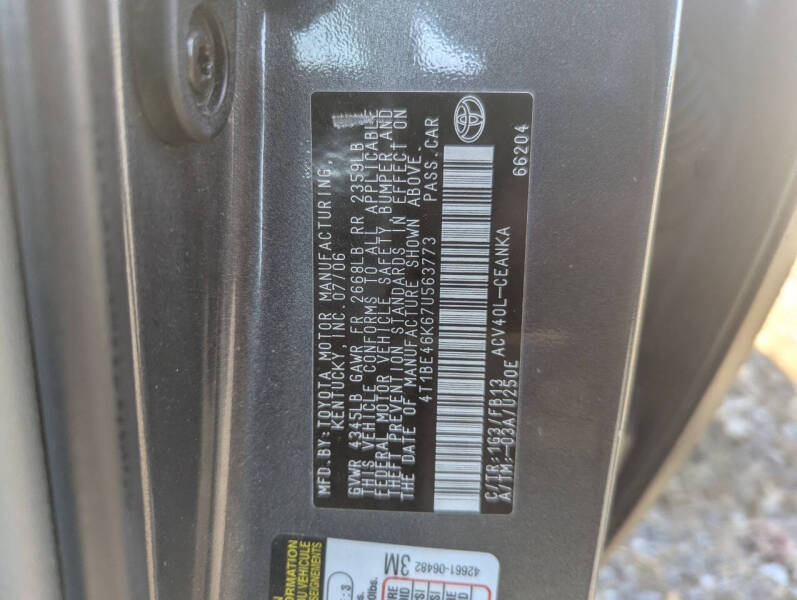 MFD.BY: TOYOTA MOTOR MANUFACTURING,
KENTUCKY, INC. 07/06
GVWR 4345LB GAWR FR 2668LB RR 2359LB
THIS VEHICLE CONFORMS TO ALL APPLICABLE
FEDERAL MOTOR VEHICLE SAFETY, BUMPER, AND
THEFT PREVENTION STANDARDS IN EFFECT ON
THE DATE OF MANUFACTURE SHOWN ABOVE.
4T1BE46K67U563773 PASS.CAR
C/TR:1G3/FB13 ACV40L-CEANKA
A/TM:-03A/U250E 66204
DU VÉHICULE
3M
42661-06482